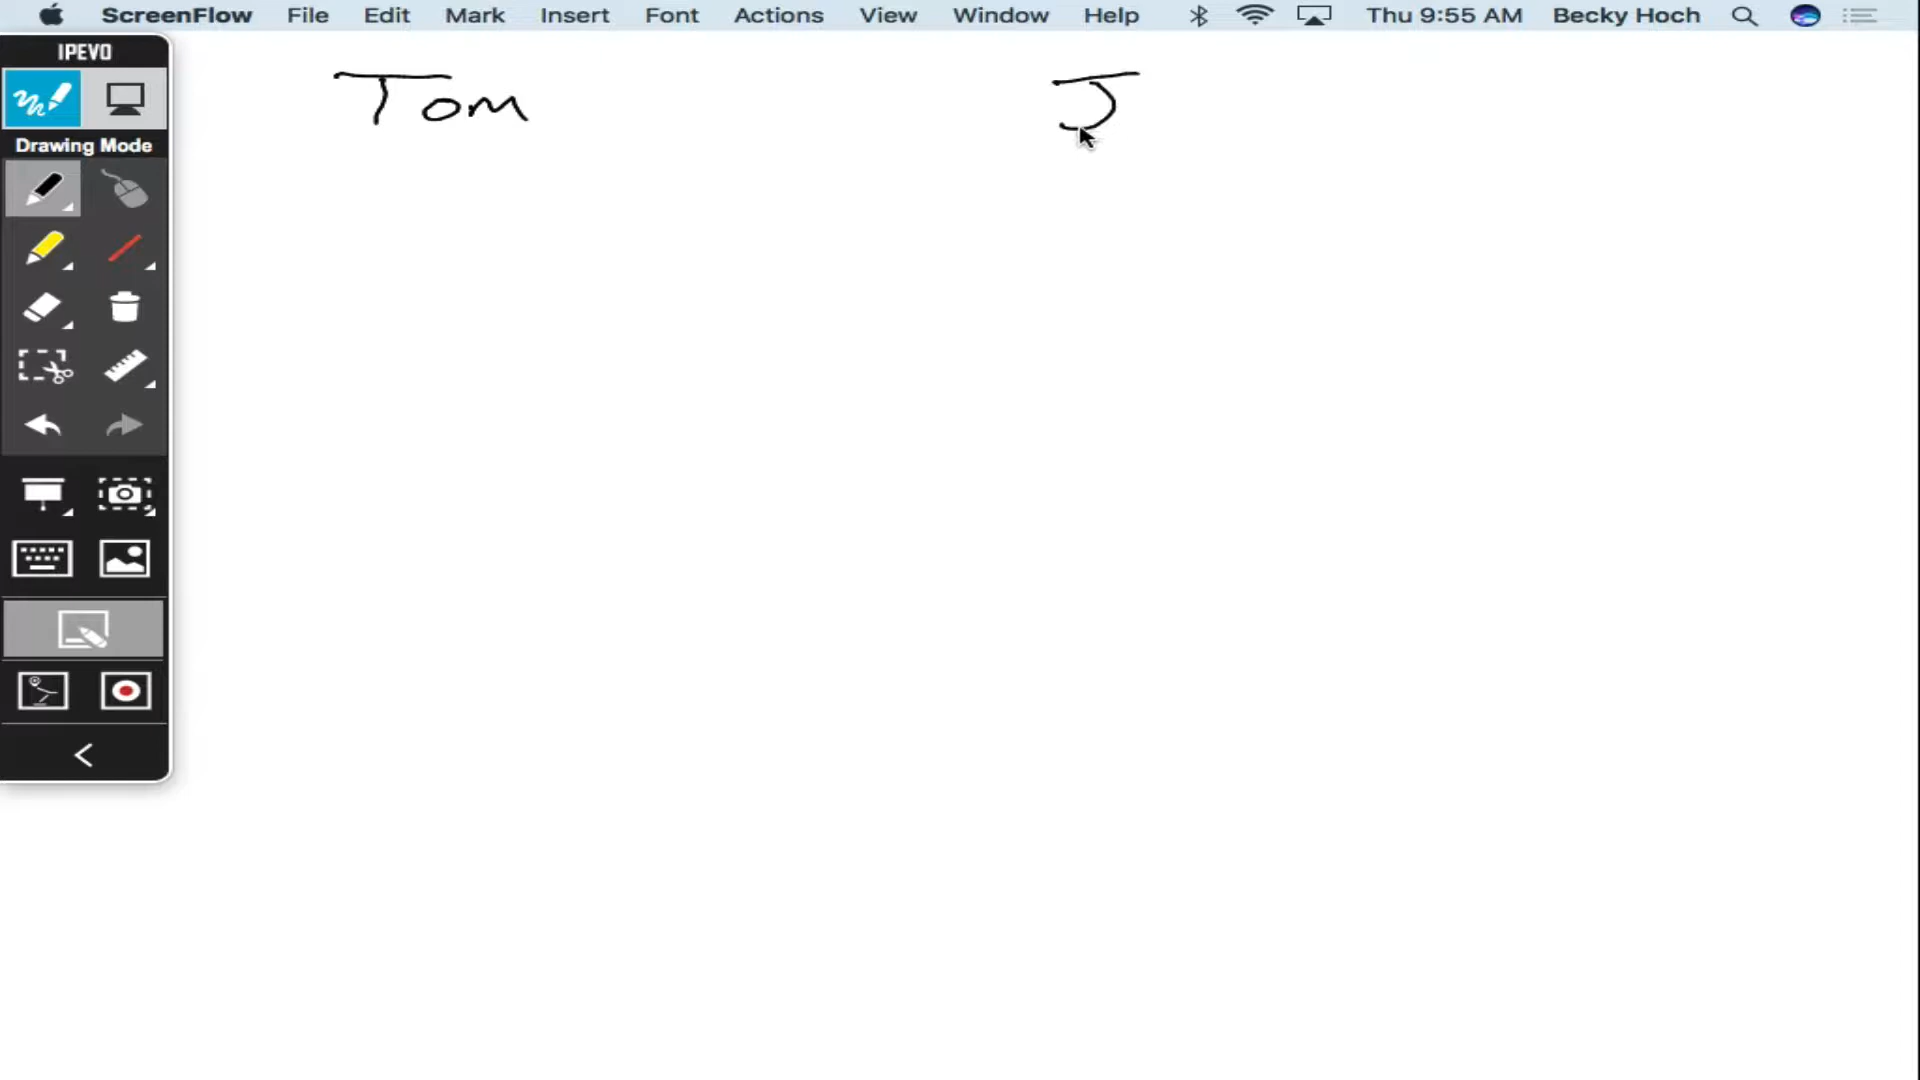 ScreenFlow File Edit Mark Insert Font Actions View Window Help Thu 9:55 AM Becky Hoch
IPEVO
Drawing Mode
Tom J